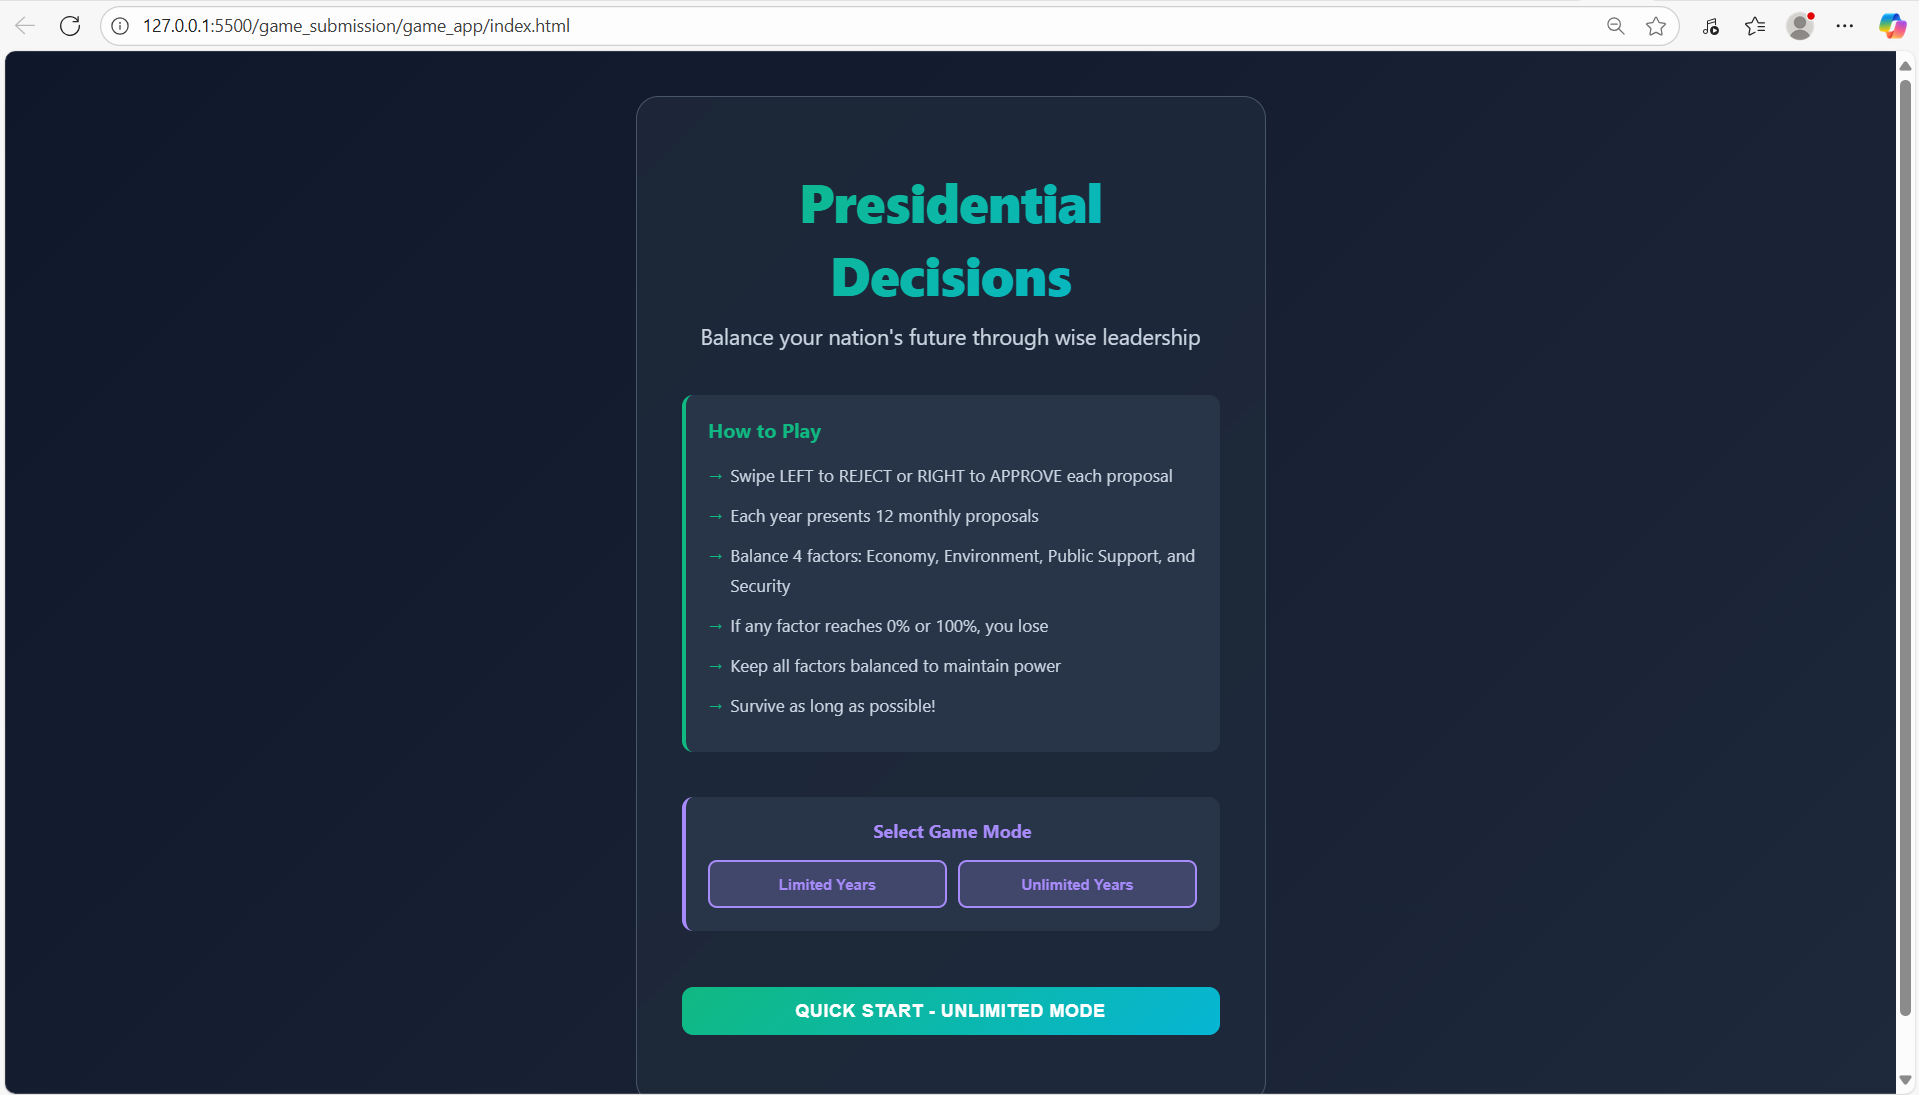 127.0.0.1:5500/game_submission/game_app/index.html
Presidential
Decisions
Balance your nation's future through wise leadership
How to Play
→ Swipe LEFT to REJECT or RIGHT to APPROVE each proposal
→ Each year presents 12 monthly proposals
→ Balance 4 factors: Economy, Environment, Public Support, and
Security
→ If any factor reaches 0% or 100%, you lose
→ Keep all factors balanced to maintain power
→ Survive as long as possible!
Select Game Mode
Limited Years
Unlimited Years
QUICK START - UNLIMITED MODE